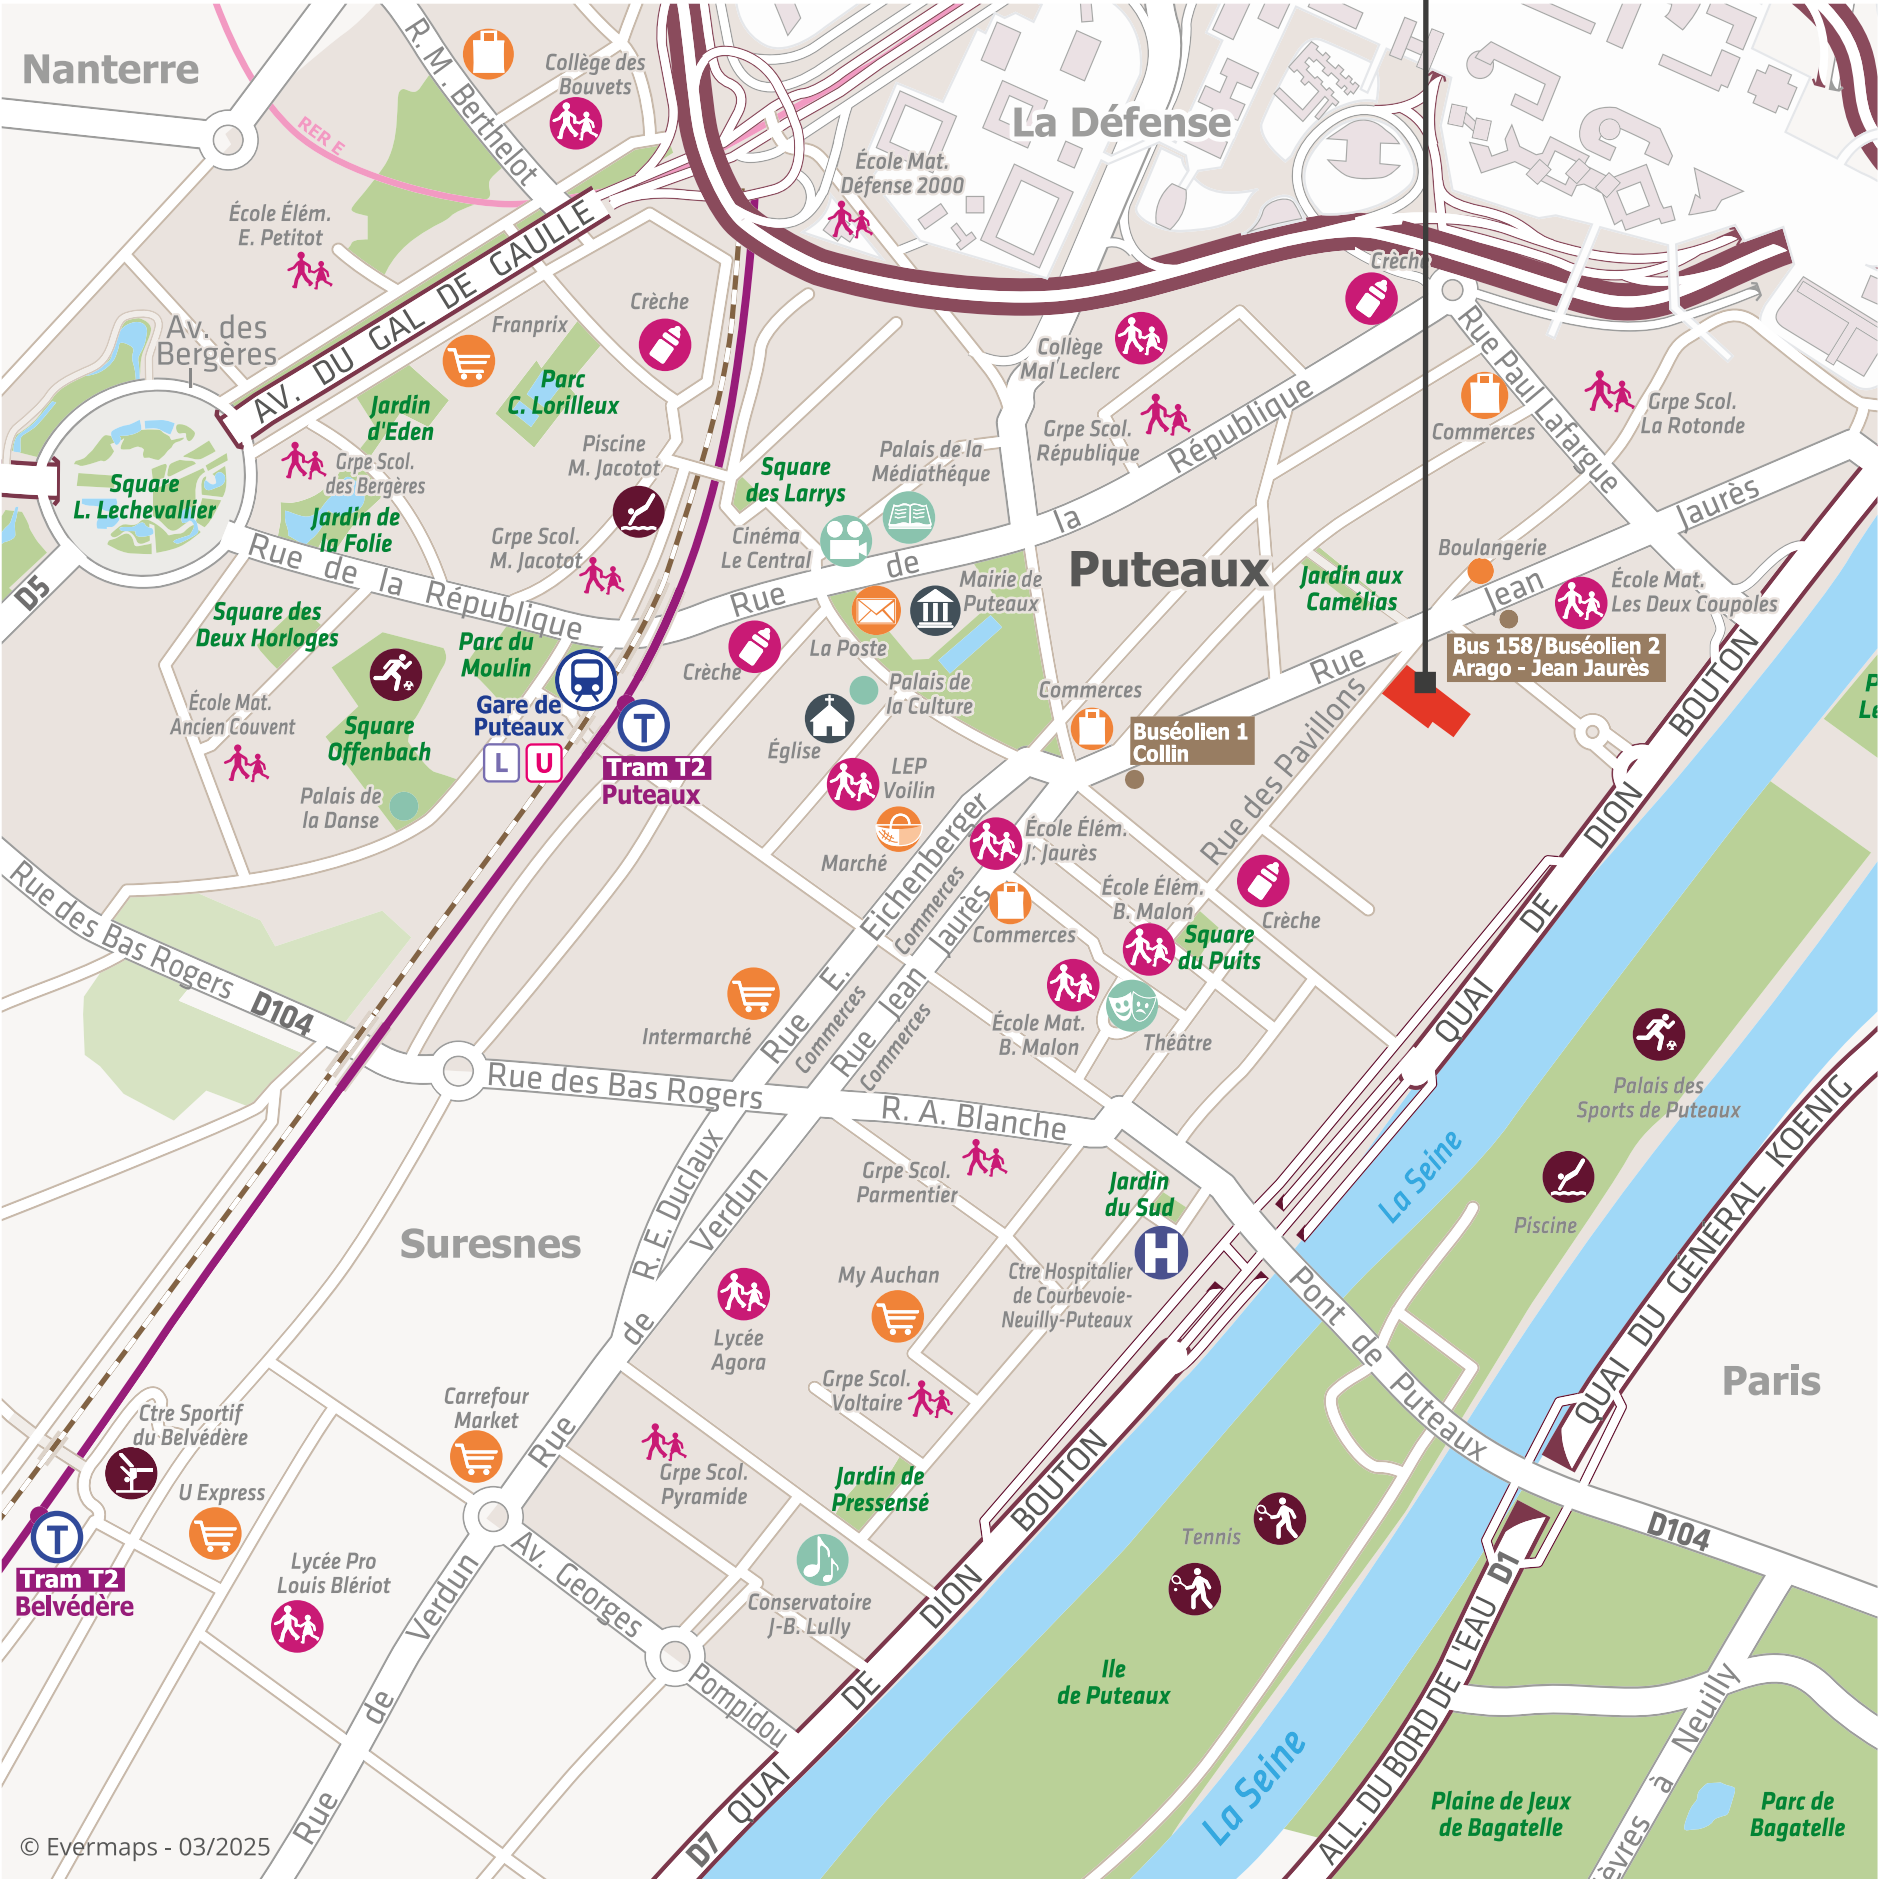 Nanterre
R. M. Berthelot
Collège des
Bouvets
RER E
La Défense
École Mat.
Défense 2000
École Élém.
E. Petitot
AV. DU GAL DE GAULLE
Av. des
Bergères
Franprix
Crèche
Crèche
Parc
C. Lorilleux
Jardin
d'Eden
Collège
Mal Leclerc
Grpe Scol.
République
Rue Paul Lafargue
Commerces
Grpe Scol.
La Rotonde
Piscine
M. Jacotot
Grpe Scol.
des Bergères
Square
L. Lechevallier
Jardin de
la Folie
Square
des Larrys
Palais de la
Médiathéque
Cinéma
Le Central
Grpe Scol.
M. Jacotot
Rue de la République
Rue de la République
D5
Puteaux
Mairie de
Puteaux
La Poste
Jardin aux
Camélias
Boulangerie
Rue Jean Jaurès
École Mat.
Les Deux Coupoles
Bus 158/Buséolien 2
Arago - Jean Jaurès
Square des
Deux Horloges
Parc du
Moulin
Crèche
Palais de
la Culture
Église
Commerces
Buséolien 1
Collin
École Mat.
Ancien Couvent
Square
Offenbach
Gare de
Puteaux
L
U
T
Tram T2
Puteaux
Palais de
la Danse
LEP
Voilin
Marché
Rue des Pavillons
École Élém.
J. Jaurès
Commerces
École Élém.
B. Malon
Crèche
Square
du Puits
École Mat.
B. Malon
Théâtre
Rue E. Eichenberger
Commerces
Commerces
Rue Jean Jaurès
Commerces
Intermarché
Rue des Bas Rogers
D104
Rue des Bas Rogers
R. A. Blanche
QUAI DE DION BOUTON
La Seine
Palais des
Sports de Puteaux
Piscine
QUAI DU GENERAL KOENIG
Grpe Scol.
Parmentier
Jardin
du Sud
H
Ctre Hospitalier
de Courbevoie-
Neuilly-Puteaux
Suresnes
R. E. Duclaux
Rue de Verdun
My Auchan
Lycée
Agora
Grpe Scol.
Voltaire
Pont de Puteaux
Paris
Carrefour
Market
Ctre Sportif
du Belvédère
U Express
Grpe Scol.
Pyramide
Jardin de
Pressensé
T
Tram T2
Belvédère
Lycée Pro
Louis Blériot
Av. Georges Pompidou
Conservatoire
J-B. Lully
Tennis
D104
Ile
de Puteaux
La Seine
D7 QUAI DE DION BOUTON
ALL. DU BORD DE L'EAU D1
Rue de Verdun
à Neuilly
Plaine de Jeux
de Bagatelle
Parc de
Bagatelle
© Evermaps - 03/2025